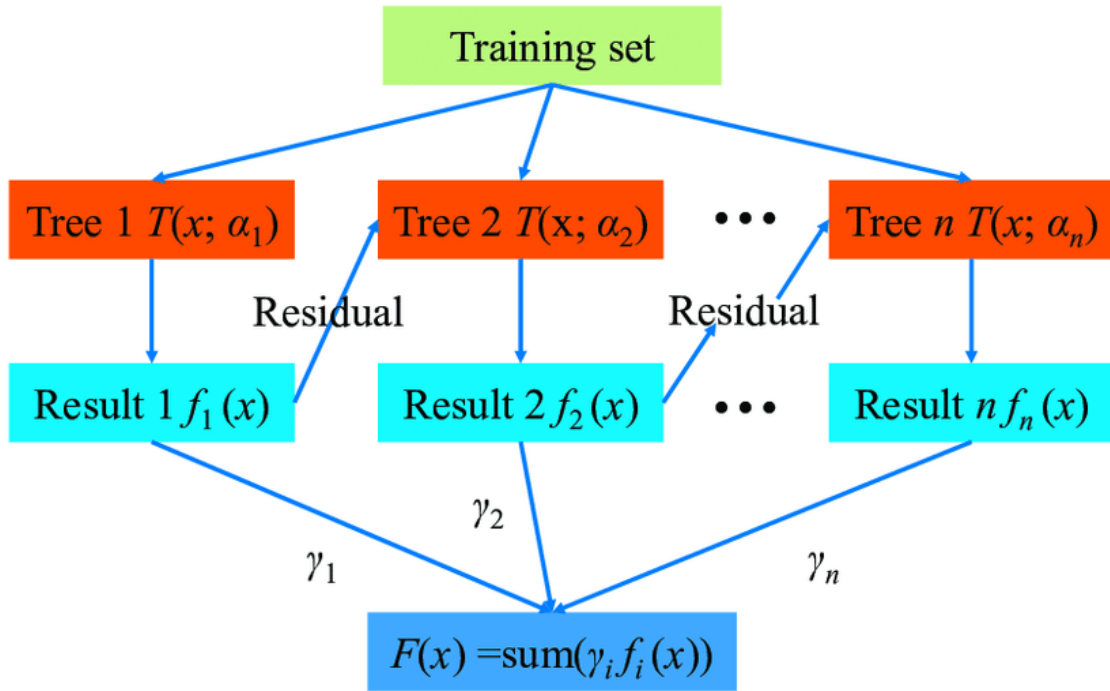 Training set
Tree 1 T(x; α₁)
Tree 2 T(x; α₂)
•••
Tree n T(x; αₙ)
Residual
Residual
Result 1 f₁(x)
Result 2 f₂(x)
•••
Result n fₙ(x)
γ₁
γ₂
γₙ
F(x) =sum(γᵢ fᵢ(x))